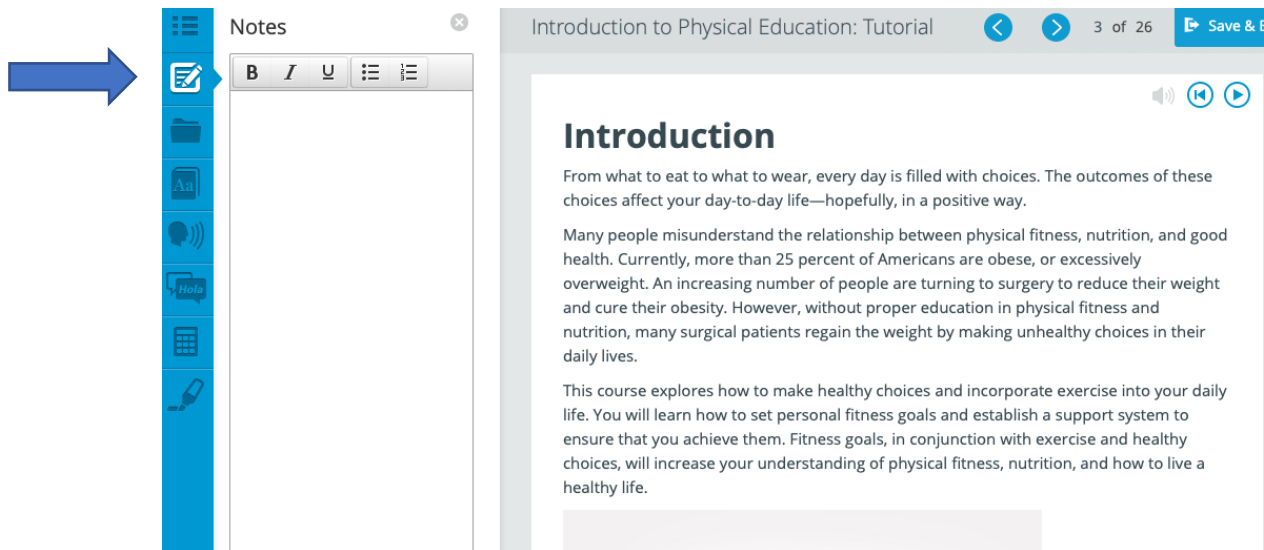 Notes
Introduction to Physical Education: Tutorial
3 of 26
Save &
B I U
Aa
Hola
Introduction
From what to eat to what to wear, every day is filled with choices. The outcomes of these
choices affect your day-to-day life—hopefully, in a positive way.
Many people misunderstand the relationship between physical fitness, nutrition, and good
health. Currently, more than 25 percent of Americans are obese, or excessively
overweight. An increasing number of people are turning to surgery to reduce their weight
and cure their obesity. However, without proper education in physical fitness and
nutrition, many surgical patients regain the weight by making unhealthy choices in their
daily lives.
This course explores how to make healthy choices and incorporate exercise into your daily
life. You will learn how to set personal fitness goals and establish a support system to
ensure that you achieve them. Fitness goals, in conjunction with exercise and healthy
choices, will increase your understanding of physical fitness, nutrition, and how to live a
healthy life.